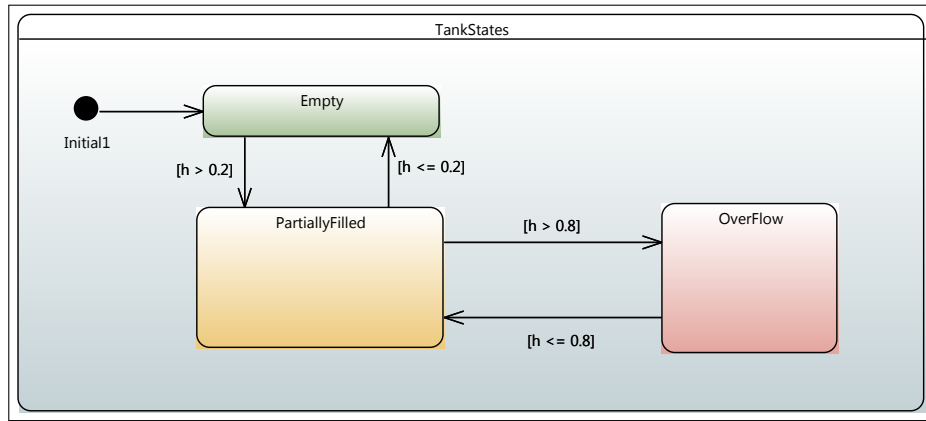 TankStates
Empty
Initial1
[h > 0.2]
[h <= 0.2]
PartiallyFilled
OverFlow
[h > 0.8]
[h <= 0.8]